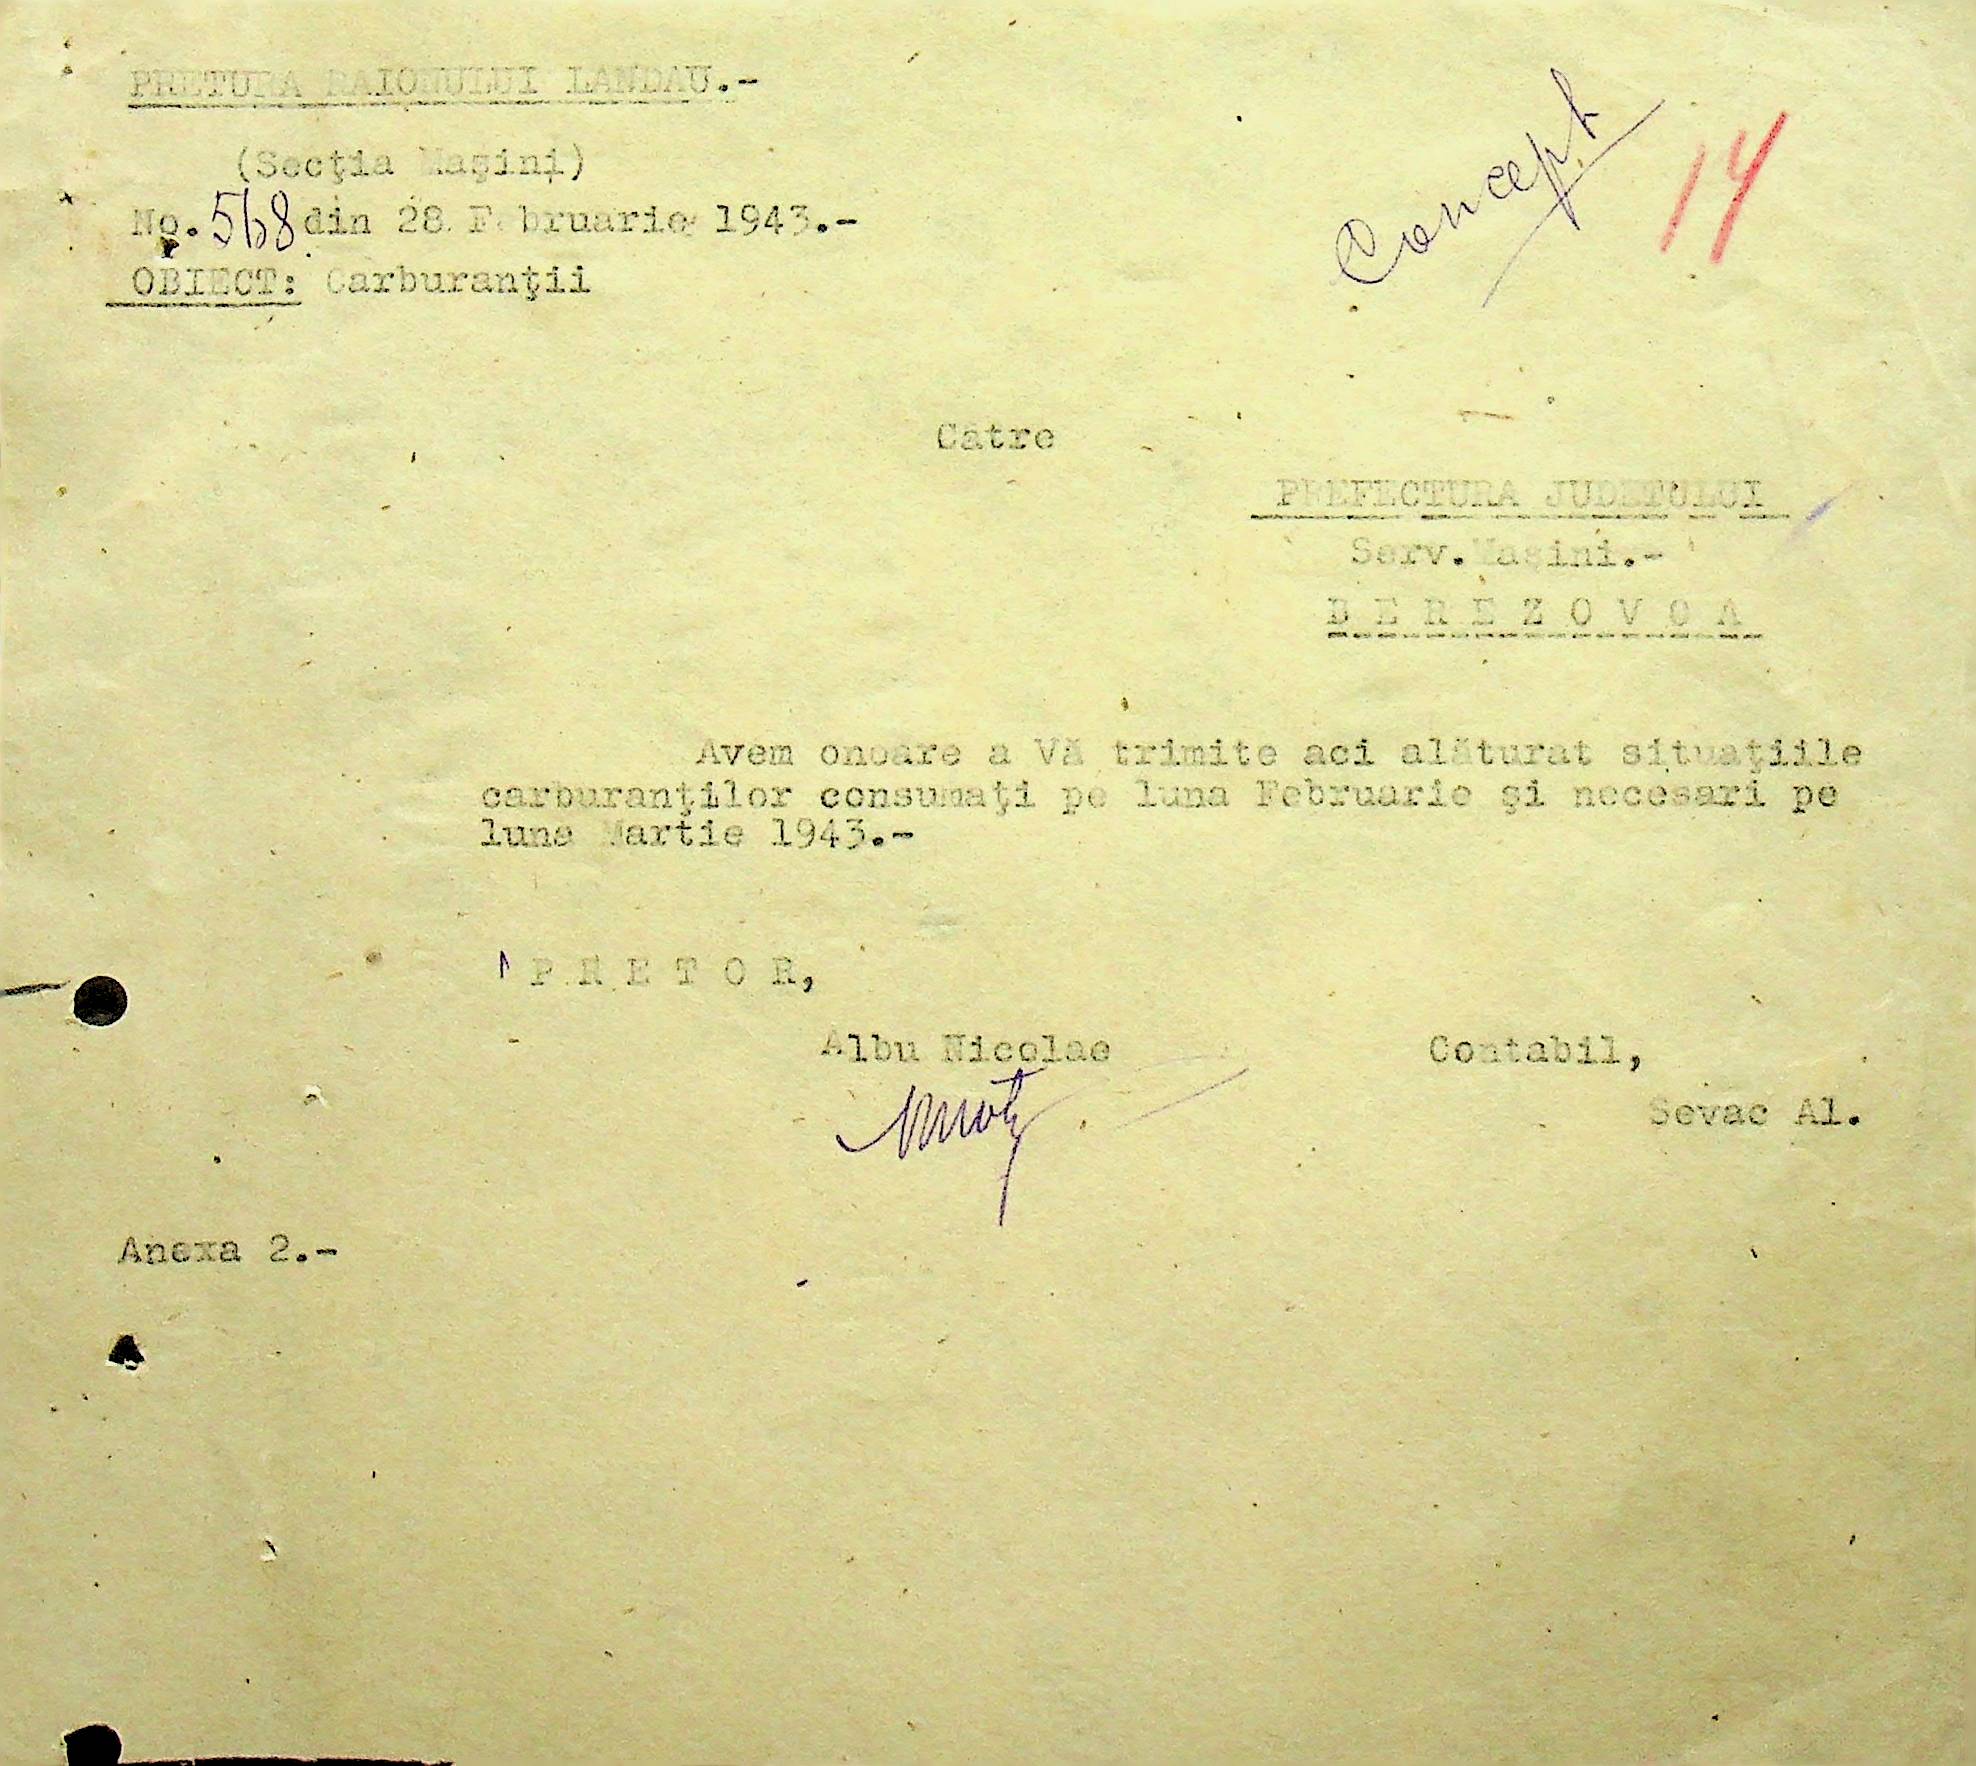 PRETURA RAIONULUI LANDAU.-
Concept
14
(Secţia Maşini)
No. 568 din 28 Februarie 1943.-
OBIECT: Carburanţii
Către
PREFECTURA JUDETULUI
Serv. Maşini.-
B E R E Z O V O A
Avem onoare a Vă trimite aci alăturat situaţiile
carburanţilor consumaţi pe luna Februarie şi necesari pe
luna Martie 1943.-
P R E T O R,
Albu Nicolae
Contabil,
Sevac Al.
Anexa 2.-